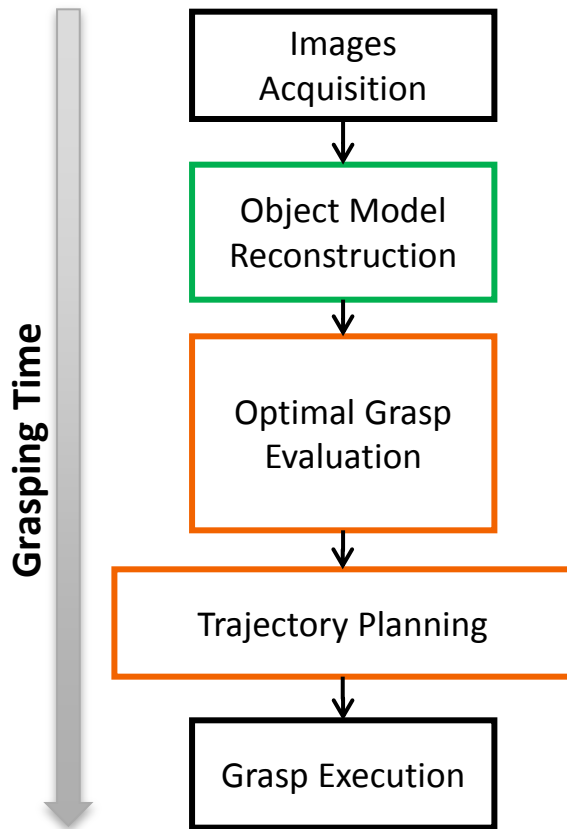 Images
Acquisition
Object Model
Reconstruction
Optimal Grasp
Evaluation
Trajectory Planning
Grasp Execution
Grasping Time